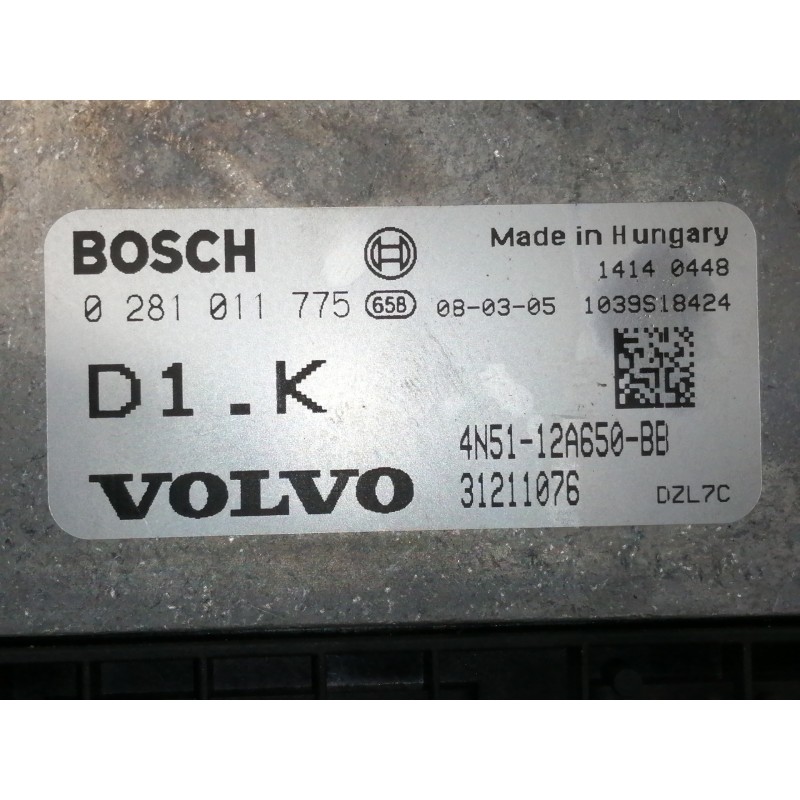 BOSCH
Made in Hungary
1414 0448
0 281 011 775 65B 08-03-05 1039S18424
D1.K
4N51-12A650-BB
VOLVO
31211076 DZL7C